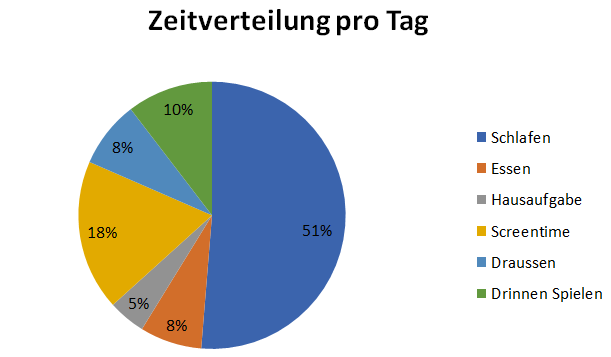 Zeitverteilung pro Tag
10%
8%
18%
51%
5%
8%
Schlafen
Essen
Hausaufgabe
Screentime
Draussen
Drinnen Spielen